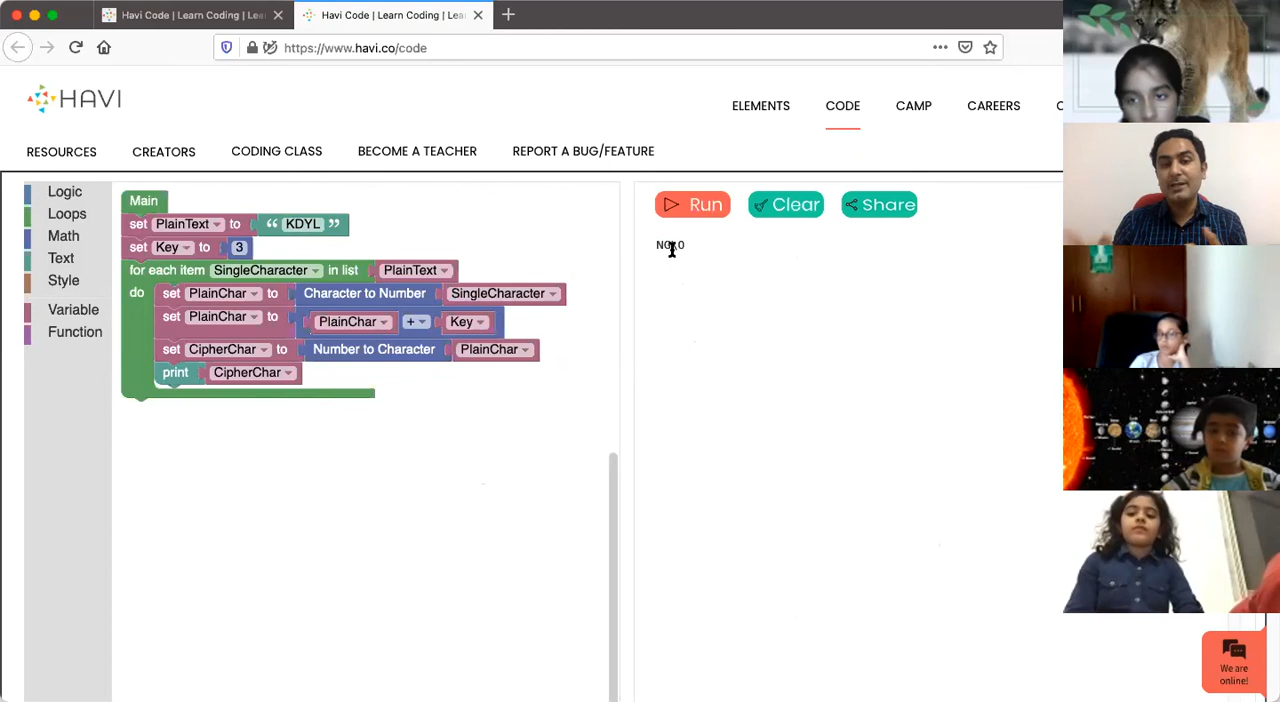 Havi Code | Learn Coding | Lea
Havi Code | Learn Coding | Lea
https://www.havi.co/code
HAVI
ELEMENTS CODE CAMP CAREERS
RESOURCES CREATORS CODING CLASS BECOME A TEACHER REPORT A BUG/FEATURE
Logic
Loops
Math
Text
Style
Variable
Function
Main
set PlainText to “ KDYL ”
set Key to 3
for each item SingleCharacter in list PlainText
do set PlainChar to Character to Number SingleCharacter
set PlainChar to PlainChar + Key
set CipherChar to Number to Character PlainChar
print CipherChar
Run Clear Share
We are
online!